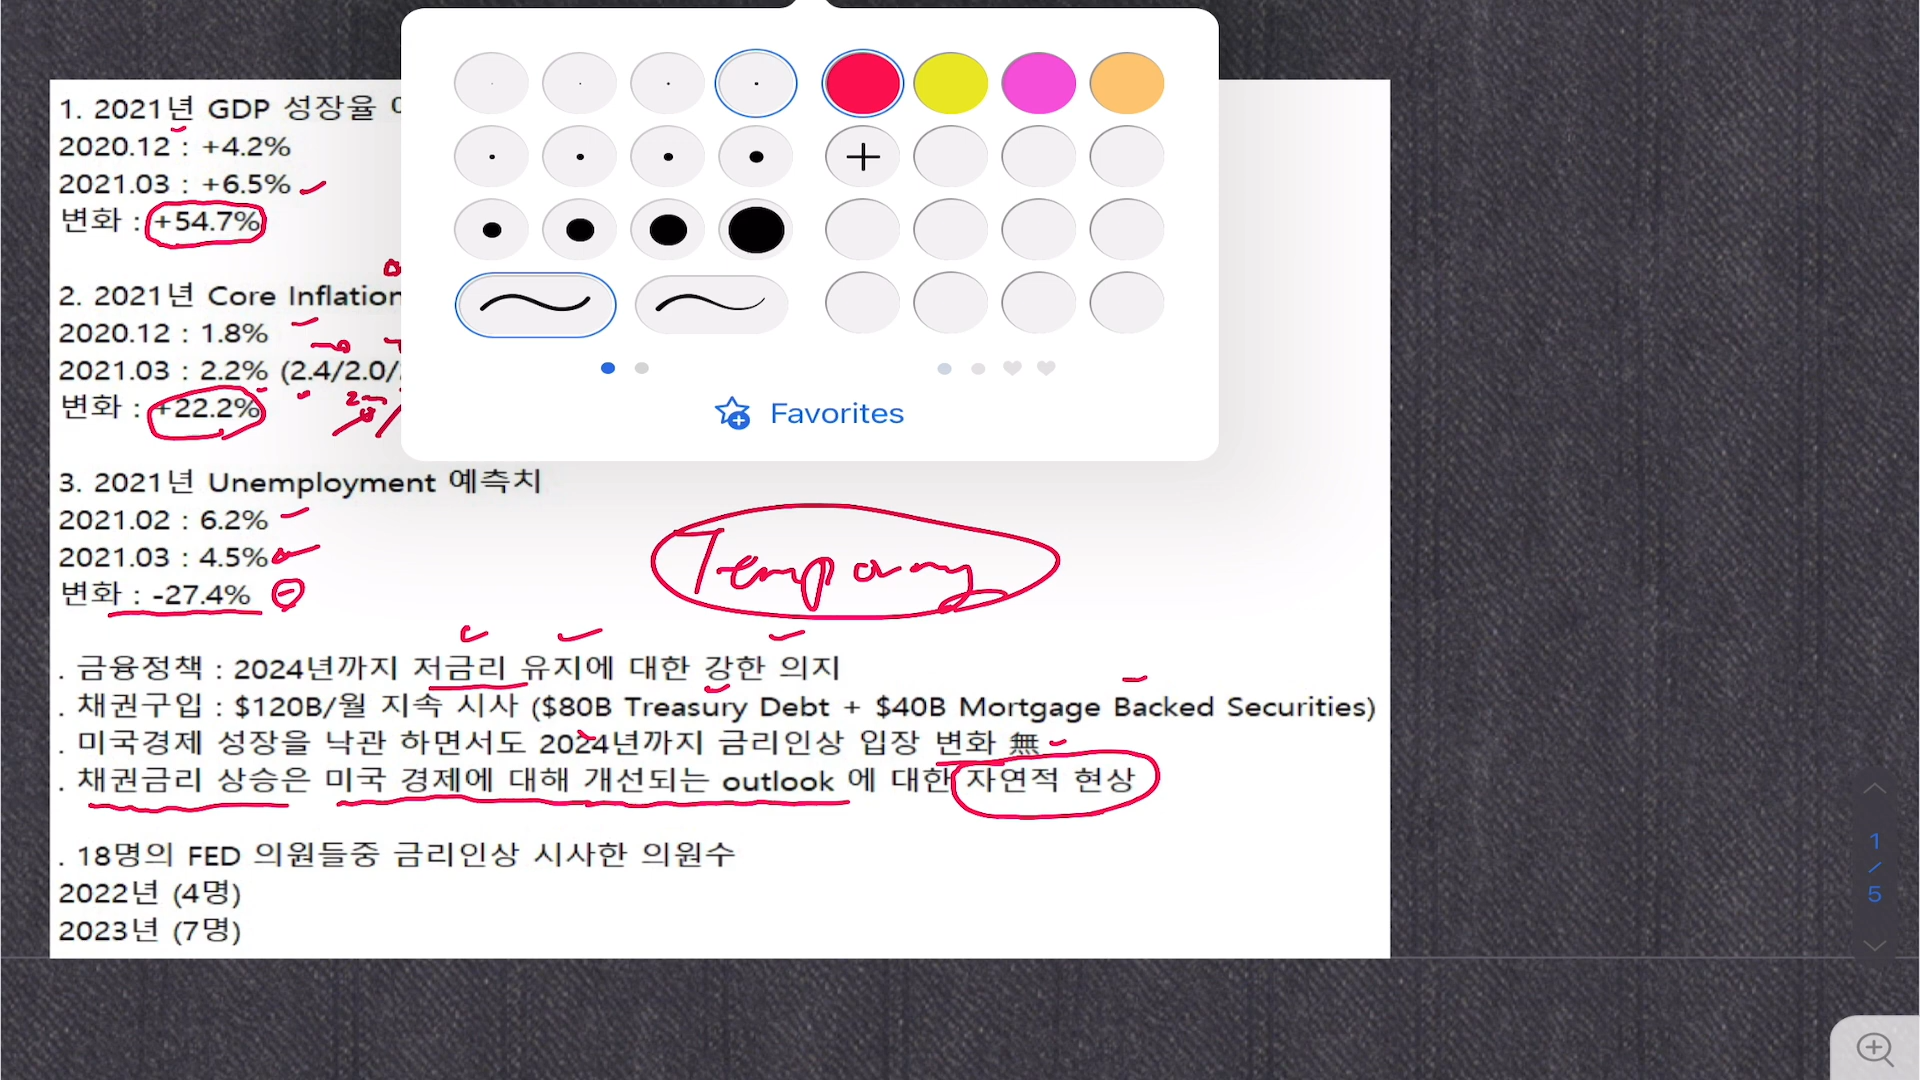 1. 2021년 GDP 성장율
2020.12 : +4.2%
2021.03 : +6.5%
변화 : +54.7%
2. 2021년 Core Inflation
2020.12 : 1.8%
2021.03 : 2.2% (2.4/2.0/
변화 : +22.2%
Favorites
3. 2021년 Unemployment 예측치
2021.02 : 6.2%
2021.03 : 4.5%
변화 : -27.4%
Temporary
. 금융정책 : 2024년까지 저금리 유지에 대한 강한 의지
. 채권구입 : $120B/월 지속 시사 ($80B Treasury Debt + $40B Mortgage Backed Securities)
. 미국경제 성장을 낙관 하면서도 2024년까지 금리인상 입장 변화 無
. 채권금리 상승은 미국 경제에 대해 개선되는 outlook 에 대한 자연적 현상
. 18명의 FED 의원들중 금리인상 시사한 의원수
2022년 (4명)
2023년 (7명)
1
/
5